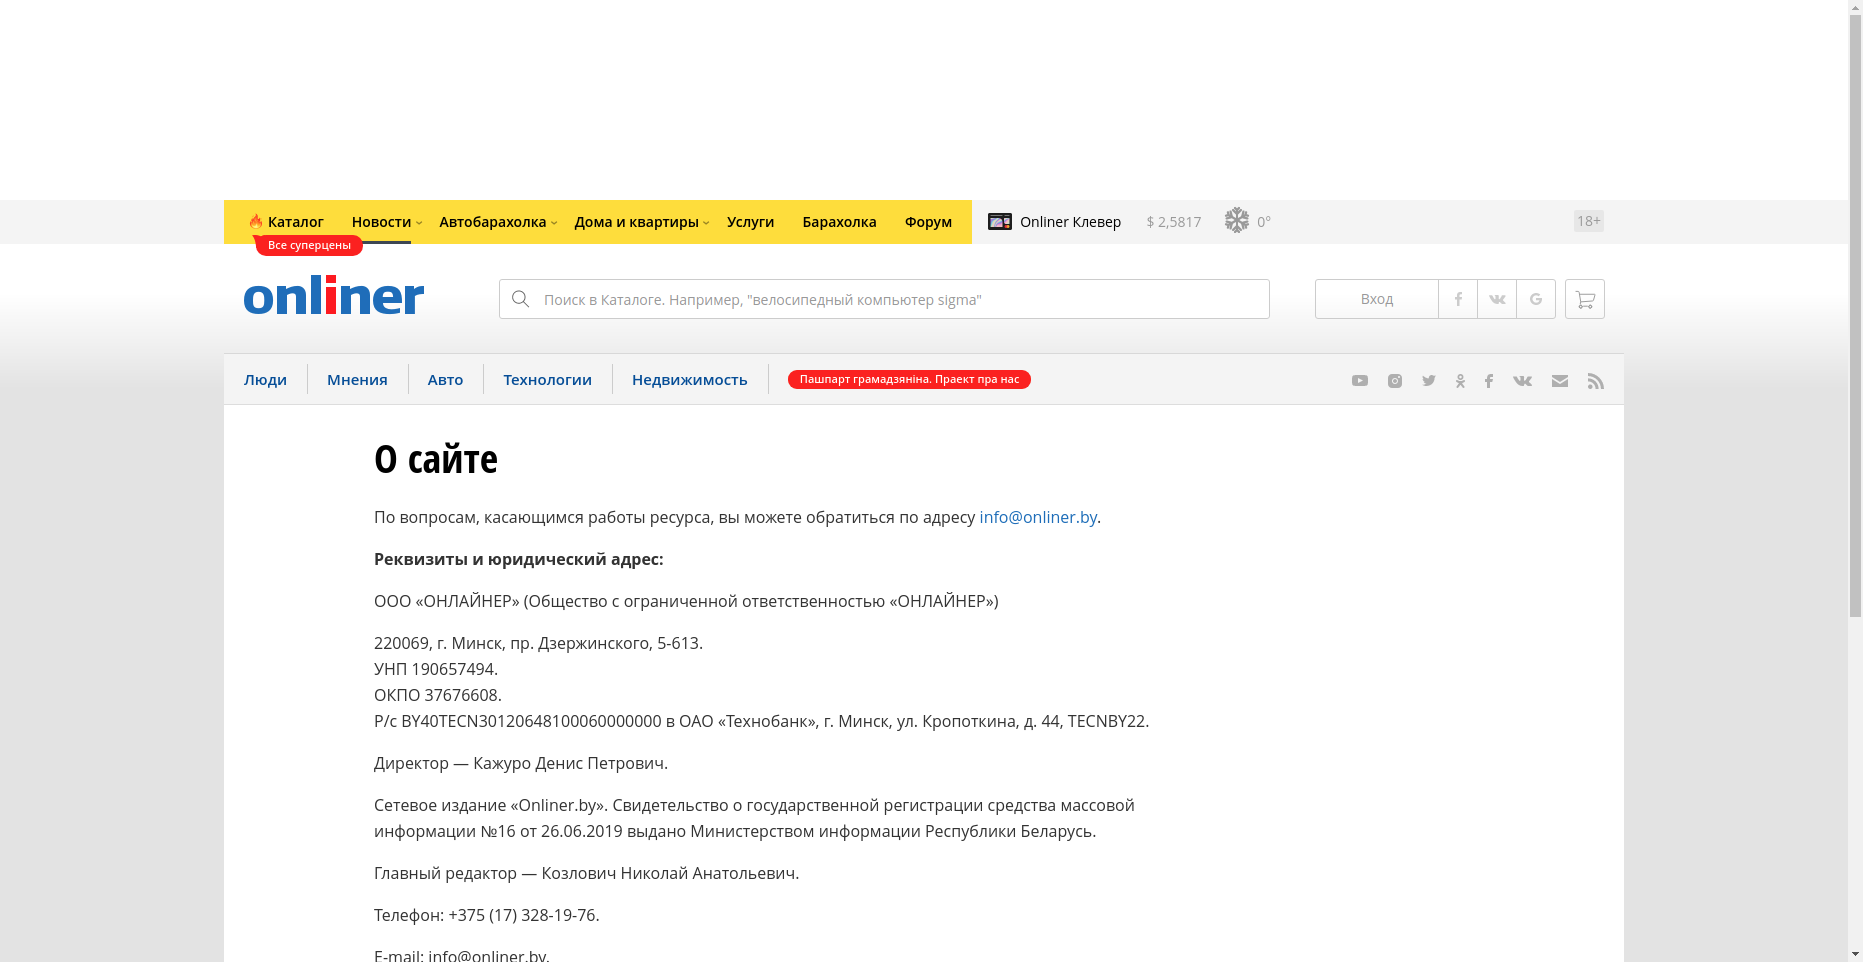 Каталог Новости Автобарахолка Дома и квартиры Услуги Барахолка Форум Onliner Клевер $ 2,5817 0° 18+
Все суперцены
onliner
Поиск в Каталоге. Например, "велосипедный компьютер sigma"
Вход
Люди Мнения Авто Технологии Недвижимость Пашпарт грамадзяніна. Праект пра нас
О сайте
По вопросам, касающимся работы ресурса, вы можете обратиться по адресу info@onliner.by.
Реквизиты и юридический адрес:
ООО «ОНЛАЙНЕР» (Общество с ограниченной ответственностью «ОНЛАЙНЕР»)
220069, г. Минск, пр. Дзержинского, 5-613.
УНП 190657494.
ОКПО 37676608.
Р/с BY40TECN30120648100060000000 в ОАО «Технобанк», г. Минск, ул. Кропоткина, д. 44, TECNBY22.
Директор — Кажуро Денис Петрович.
Сетевое издание «Onliner.by». Свидетельство о государственной регистрации средства массовой
информации №16 от 26.06.2019 выдано Министерством информации Республики Беларусь.
Главный редактор — Козлович Николай Анатольевич.
Телефон: +375 (17) 328-19-76.
E-mail: info@onliner.by.